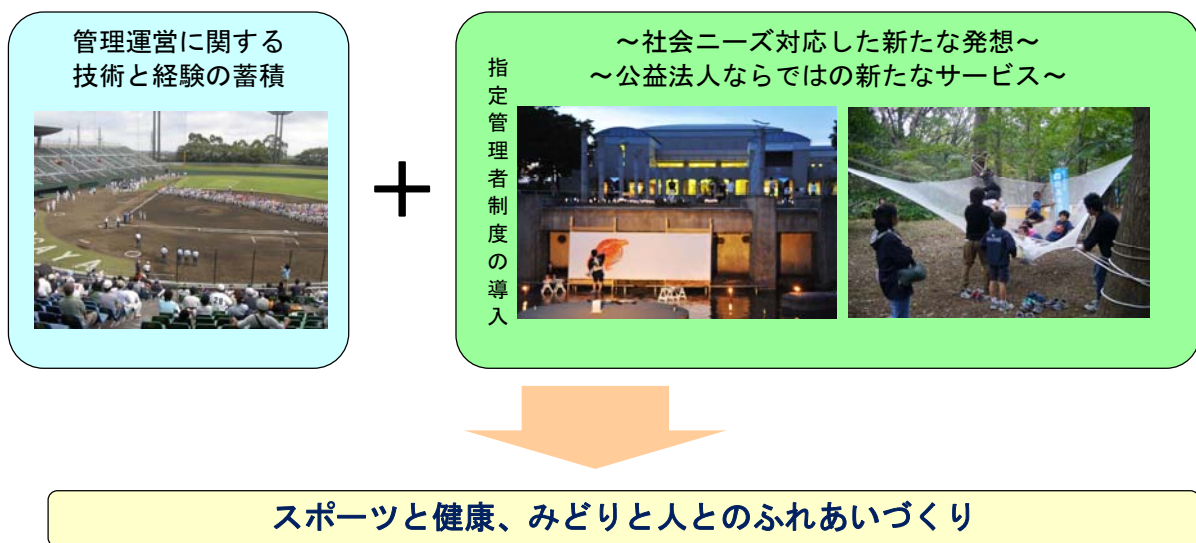 管理運営に関する
技術と経験の蓄積
＋
～社会ニーズ対応した新たな発想～
～公益法人ならではの新たなサービス～
指定管理者制度の導入
スポーツと健康、みどりと人とのふれあいづくり